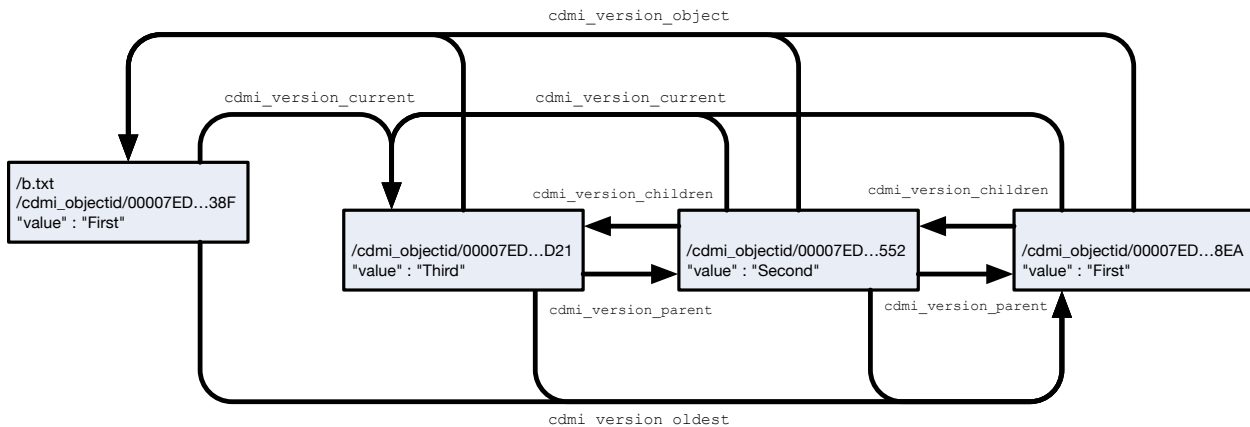 cdmi_version_object
cdmi_version_current
cdmi_version_current
/b.txt
/cdmi_objectid/00007ED...38F
"value" : "First"
cdmi_version_children
cdmi_version_children
/cdmi_objectid/00007ED...D21
"value" : "Third"
/cdmi_objectid/00007ED...552
"value" : "Second"
/cdmi_objectid/00007ED...8EA
"value" : "First"
cdmi_version_parent
cdmi_version_parent
cdmi_version_oldest